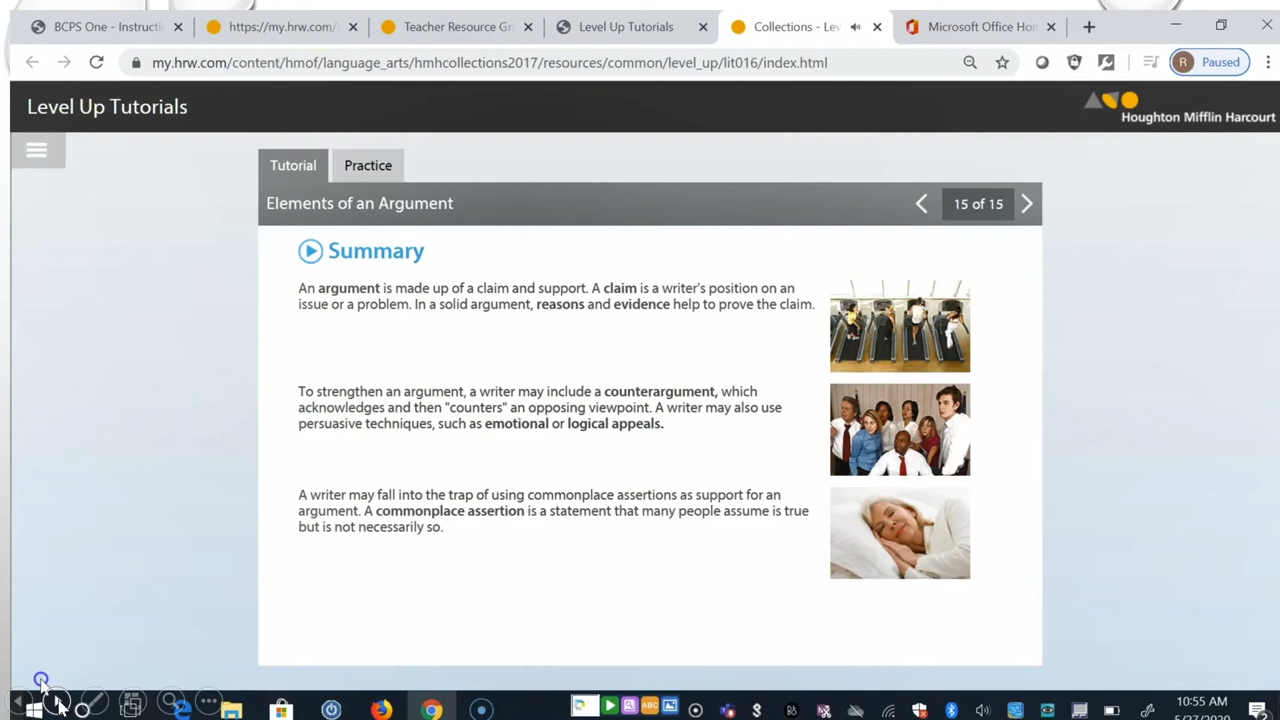 BCPS One - Instructi
https://my.hrw.com/
Teacher Resource Gr
Level Up Tutorials
Collections - Lev
Microsoft Office Hom
my.hrw.com/content/hmof/language_arts/hmhcollections2017/resources/common/level_up/lit016/index.html
R Paused
Level Up Tutorials
Houghton Mifflin Harcourt
Tutorial
Practice
Elements of an Argument
15 of 15
Summary
An argument is made up of a claim and support. A claim is a writer's position on an
issue or a problem. In a solid argument, reasons and evidence help to prove the claim.
To strengthen an argument, a writer may include a counterargument, which
acknowledges and then "counters" an opposing viewpoint. A writer may also use
persuasive techniques, such as emotional or logical appeals.
A writer may fall into the trap of using commonplace assertions as support for an
argument. A commonplace assertion is a statement that many people assume is true
but is not necessarily so.
ABC
10:55 AM
5/27/2020